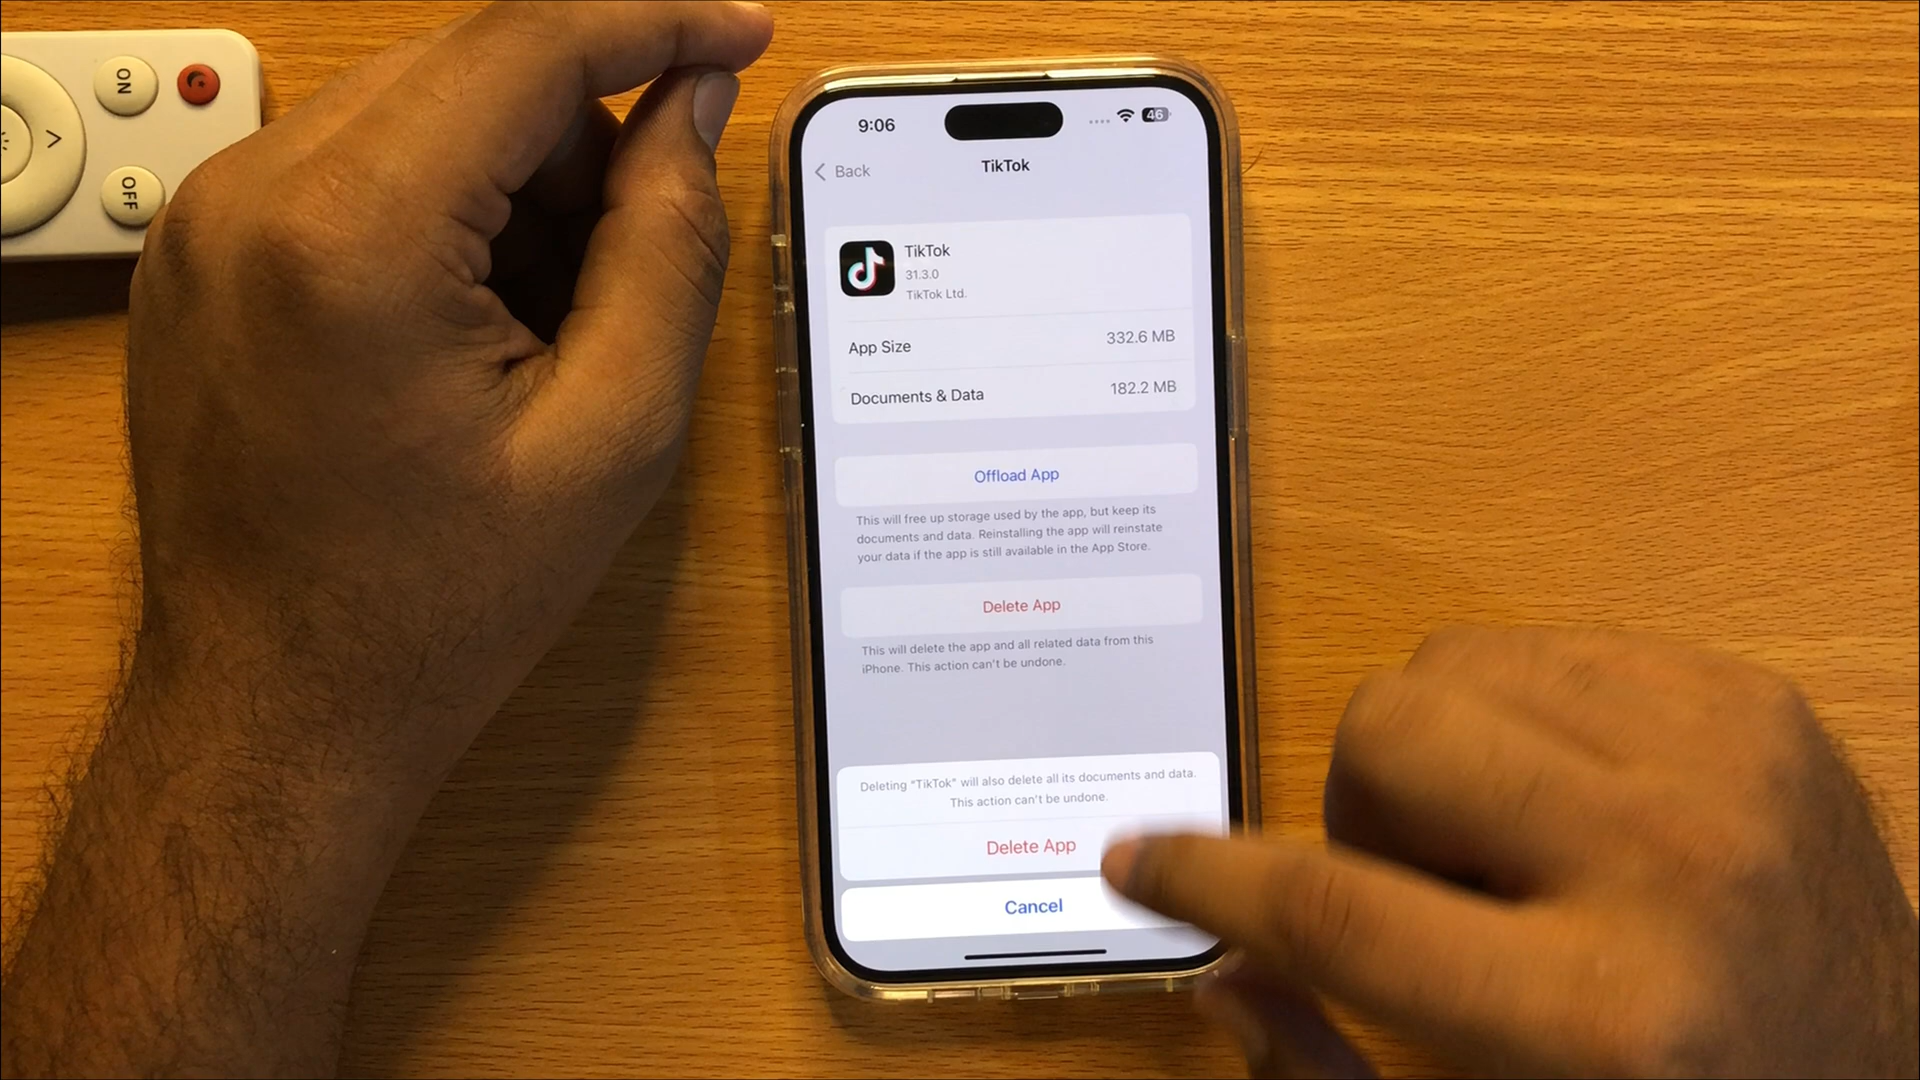 ON
OFF
9:06
46
Back
TikTok
TikTok
31.3.0
TikTok Ltd.
App Size
332.6 MB
Documents & Data
182.2 MB
Offload App
This will free up storage used by the app, but keep its
documents and data. Reinstalling the app will reinstate
your data if the app is still available in the App Store.
Delete App
This will delete the app and all related data from this
iPhone. This action can't be undone.
Deleting "TikTok" will also delete all its documents and data.
This action can't be undone.
Delete App
Cancel